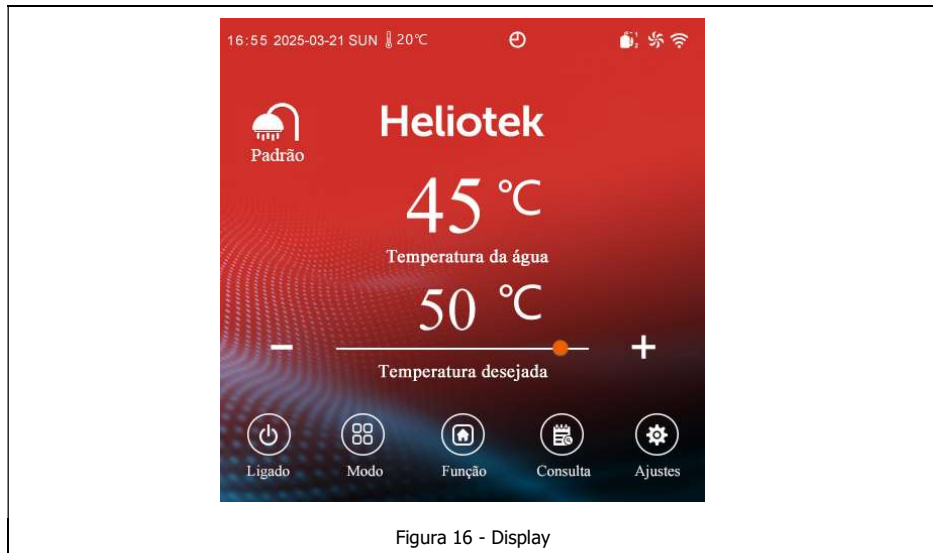 16:55 2025-03-21 SUN 20℃
Heliotek
Padrão
45 ℃
Temperatura da água
50 ℃
Temperatura desejada
Ligado Modo Função Consulta Ajustes
Figura 16 - Display